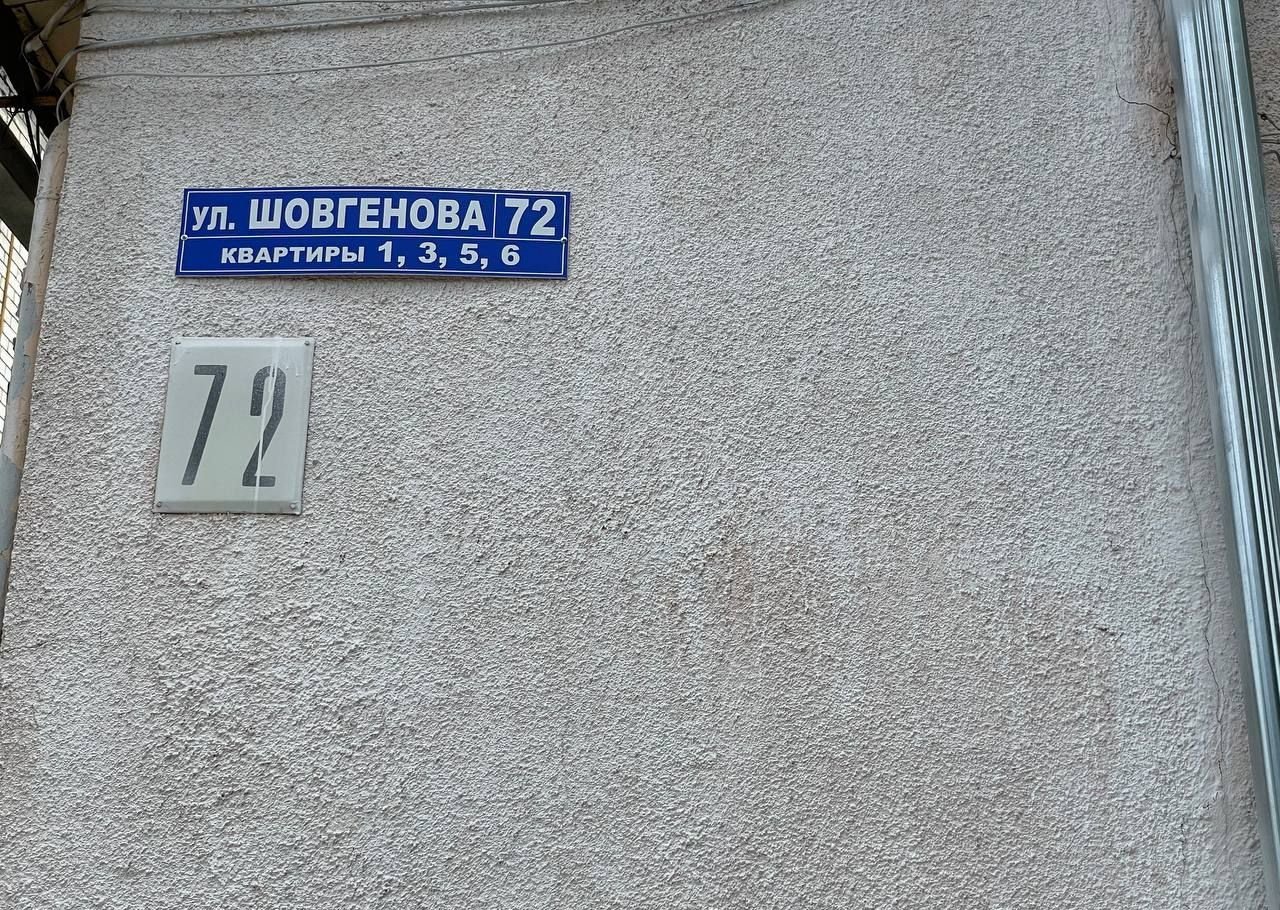 УЛ. ШОВГЕНОВА 72
КВАРТИРЫ 1, 3, 5, 6
72